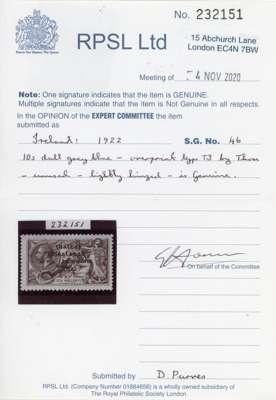 No. 232151
RPSL Ltd
15 Abchurch Lane
London EC4N 7BW
Meeting of 4 NOV 2020
Note: One signature indicates that the item is GENUINE.
Multiple signatures indicate that the item is Not Genuine in all respects.
In the OPINION of the EXPERT COMMITTEE the item
submitted as
Ireland: 1922 S.G. No. 46
10s dull grey blue – overprint type T3 by Thom
– unused – lightly hinged – is genuine.
232151
On behalf of the Committee
Submitted by D. Purves
RPSL Ltd (Company Number 01884656) is a wholly owned subsidiary of
The Royal Philatelic Society London